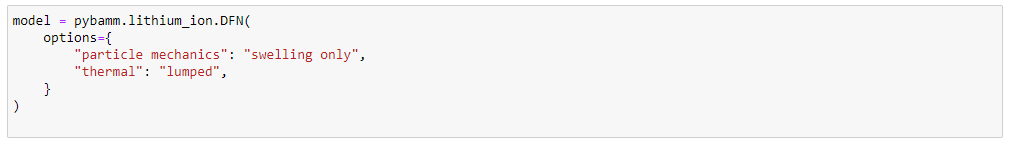 model = pybamm.lithium_ion.DFN(
    options={
        "particle mechanics": "swelling only",
        "thermal": "lumped",
    }
)